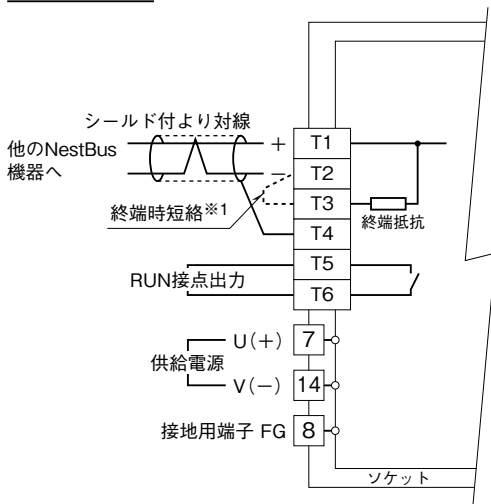 シールド付より対線
他のNestBus
機器へ
+
−
終端時短絡※1
T1
T2
T3
T4
T5
T6
終端抵抗
RUN接点出力
供給電源
U(+)
7
V(−)
14
接地用端子 FG
8
ソケット